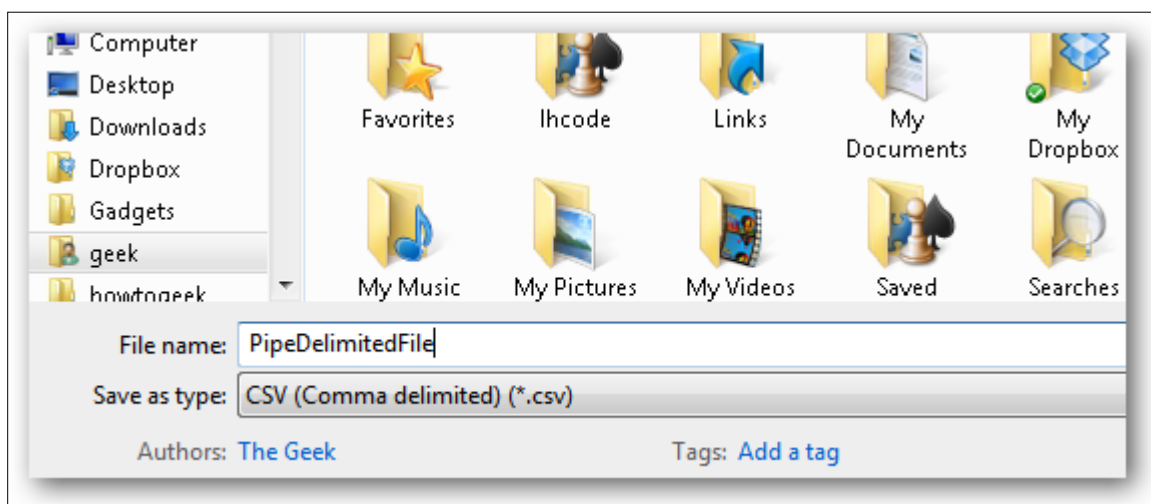 Computer
Desktop
Downloads
Dropbox
Gadgets
geek
howtogeek
Favorites
lhcode
Links
My Documents
My Dropbox
My Music
My Pictures
My Videos
Saved
Searches
File name: PipeDelimitedFile
Save as type: CSV (Comma delimited) (*.csv)
Authors: The Geek
Tags: Add a tag